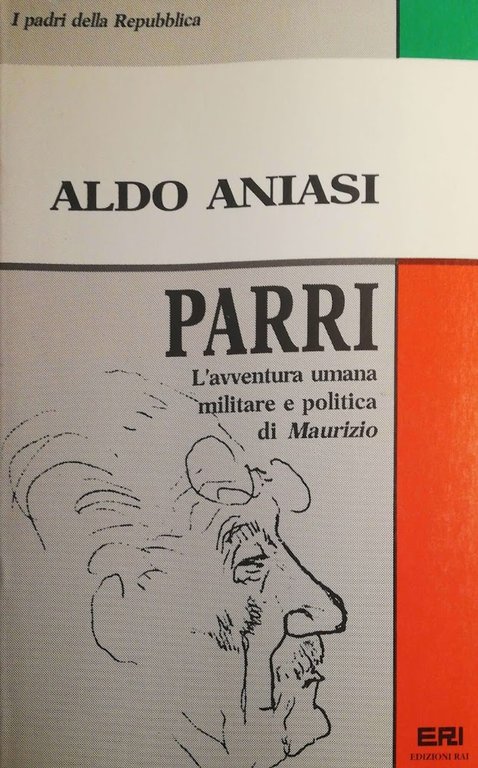 I padri della Repubblica
ALDO ANIASI
PARRI
L'avventura umana
militare e politica
di Maurizio
ERI
EDIZIONI RAI